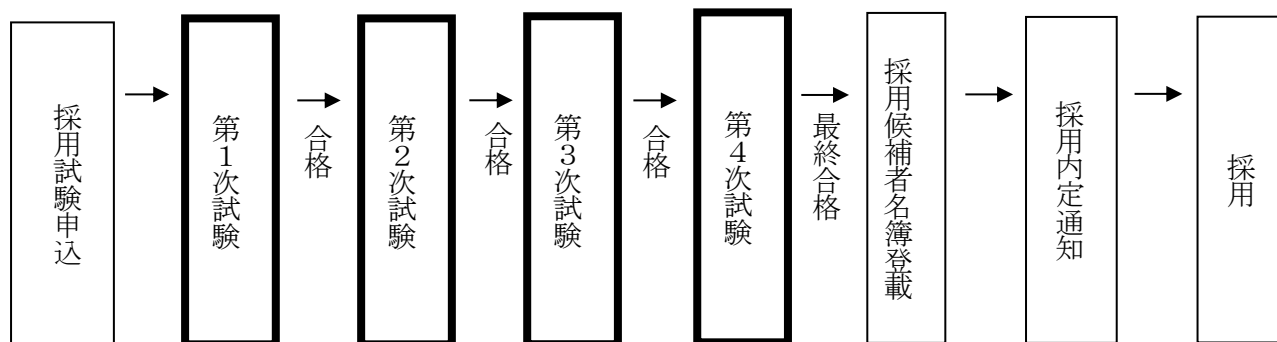 採用試験申込
第１次試験
合格
第２次試験
合格
第３次試験
合格
第４次試験
最終合格
採用候補者名簿登載
採用内定通知
採用